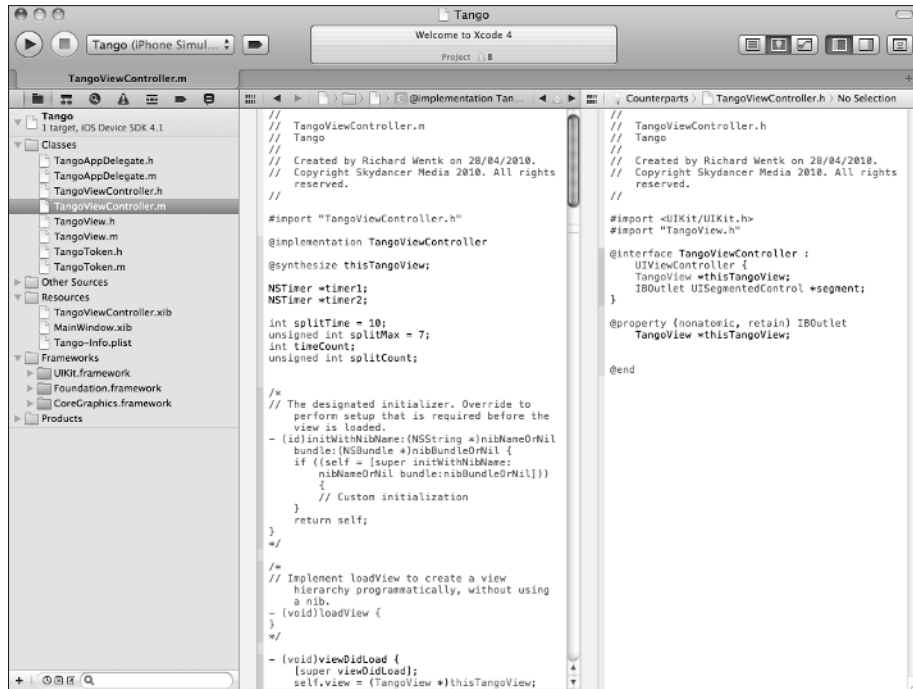 Tango
Tango (iPhone Simul...
Welcome to Xcode 4
Project 8
TangoViewController.m
@implementation Tan...
Counterparts
TangoViewController.h
No Selection
Tango
1 target, iOS Device SDK 4.1
Classes
TangoAppDelegate.h
TangoAppDelegate.m
TangoViewController.h
TangoViewController.m
TangoView.h
TangoView.m
TangoToken.h
TangoToken.m
Other Sources
Resources
TangoViewController.xib
MainWindow.xib
Tango-Info.plist
Frameworks
UIKit.framework
Foundation.framework
CoreGraphics.framework
Products
//
//  TangoViewController.m
//  Tango
//
//  Created by Richard Wentk on 28/04/2010.
//  Copyright Skydancer Media 2010. All rights
reserved.
//
#import "TangoViewController.h"
@implementation TangoViewController
@synthesize thisTangoView;
NSTimer *timer1;
NSTimer *timer2;
int splitTime = 10;
unsigned int splitMax = 7;
int timeCount;
unsigned int splitCount;
/*
// The designated initializer. Override to
perform setup that is required before the
view is loaded.
- (id)initWithNibName:(NSString *)nibNameOrNil
bundle:(NSBundle *)nibBundleOrNil {
if ((self = [super initWithNibName:
nibNameOrNil bundle:nibBundleOrNil]))
{
// Custom initialization
}
return self;
}
*/
/*
// Implement loadView to create a view
hierarchy programmatically, without using
a nib.
- (void)loadView {
}
*/
- (void)viewDidLoad {
[super viewDidLoad];
self.view = (TangoView *)thisTangoView;
//
//  TangoViewController.h
//  Tango
//
//  Created by Richard Wentk on 28/04/2010.
//  Copyright Skydancer Media 2010. All rights
reserved.
//
#import <UIKit/UIKit.h>
#import "TangoView.h"
@interface TangoViewController :
UIViewController {
TangoView *thisTangoView;
IBOutlet UISegmentedControl *segment;
}
@property (nonatomic, retain) IBOutlet
TangoView *thisTangoView;
@end